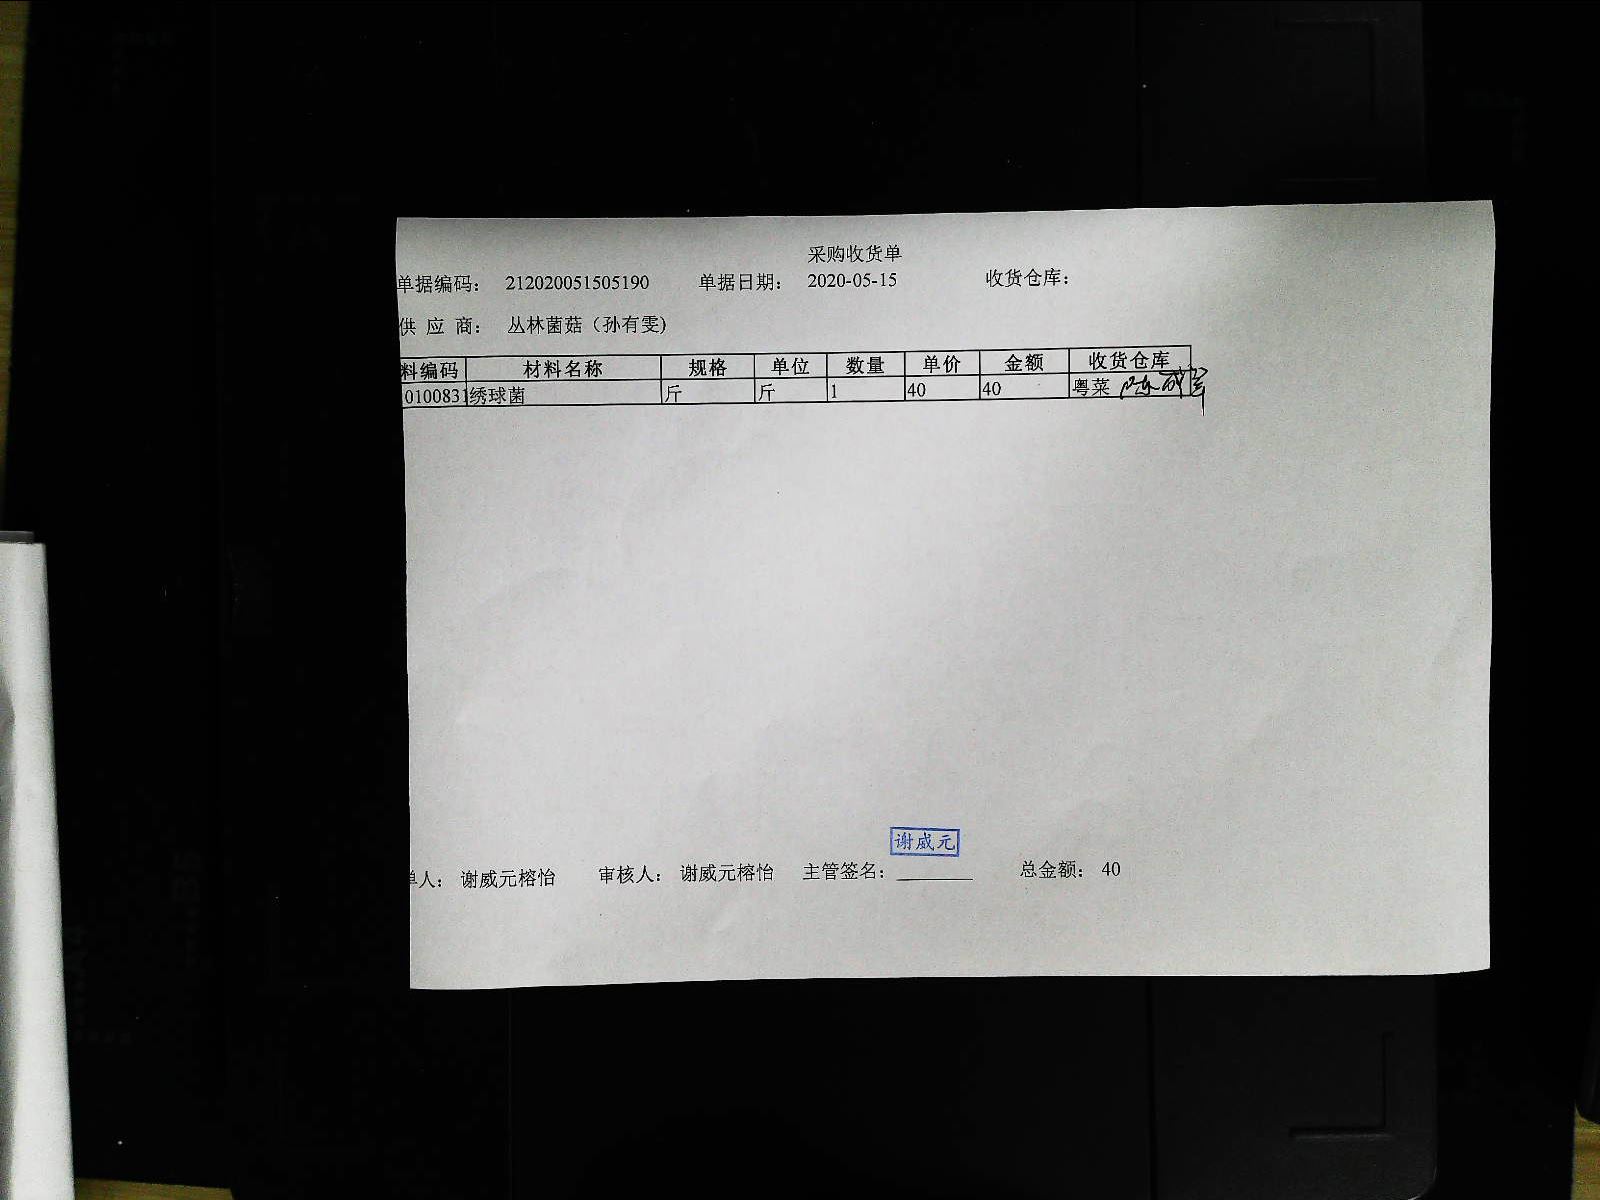 采购收货单
单据编码： 212020051505190 单据日期： 2020-05-15 收货仓库：
供 应 商： 丛林菌菇（孙有雯)
料编码 材料名称 规格 单位 数量 单价 金额 收货仓库
0100831 绣球菌 斤 斤 1 40 40 粤菜
谢威元
单人： 谢威元榕怡 审核人： 谢威元榕怡 主管签名： 总金额： 40